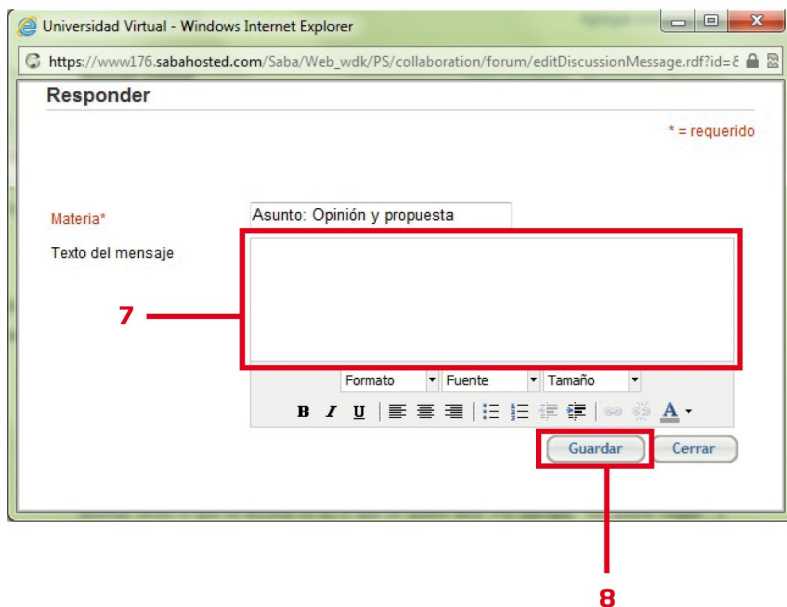 Universidad Virtual - Windows Internet Explorer
https://www176.sabahosted.com/Saba/Web_wdk/PS/collaboration/forum/editDiscussionMessage.rdf?id=
Responder
* = requerido
Materia*
Asunto: Opinión y propuesta
Texto del mensaje
7
Formato Fuente Tamaño
B I U A
Guardar Cerrar
8